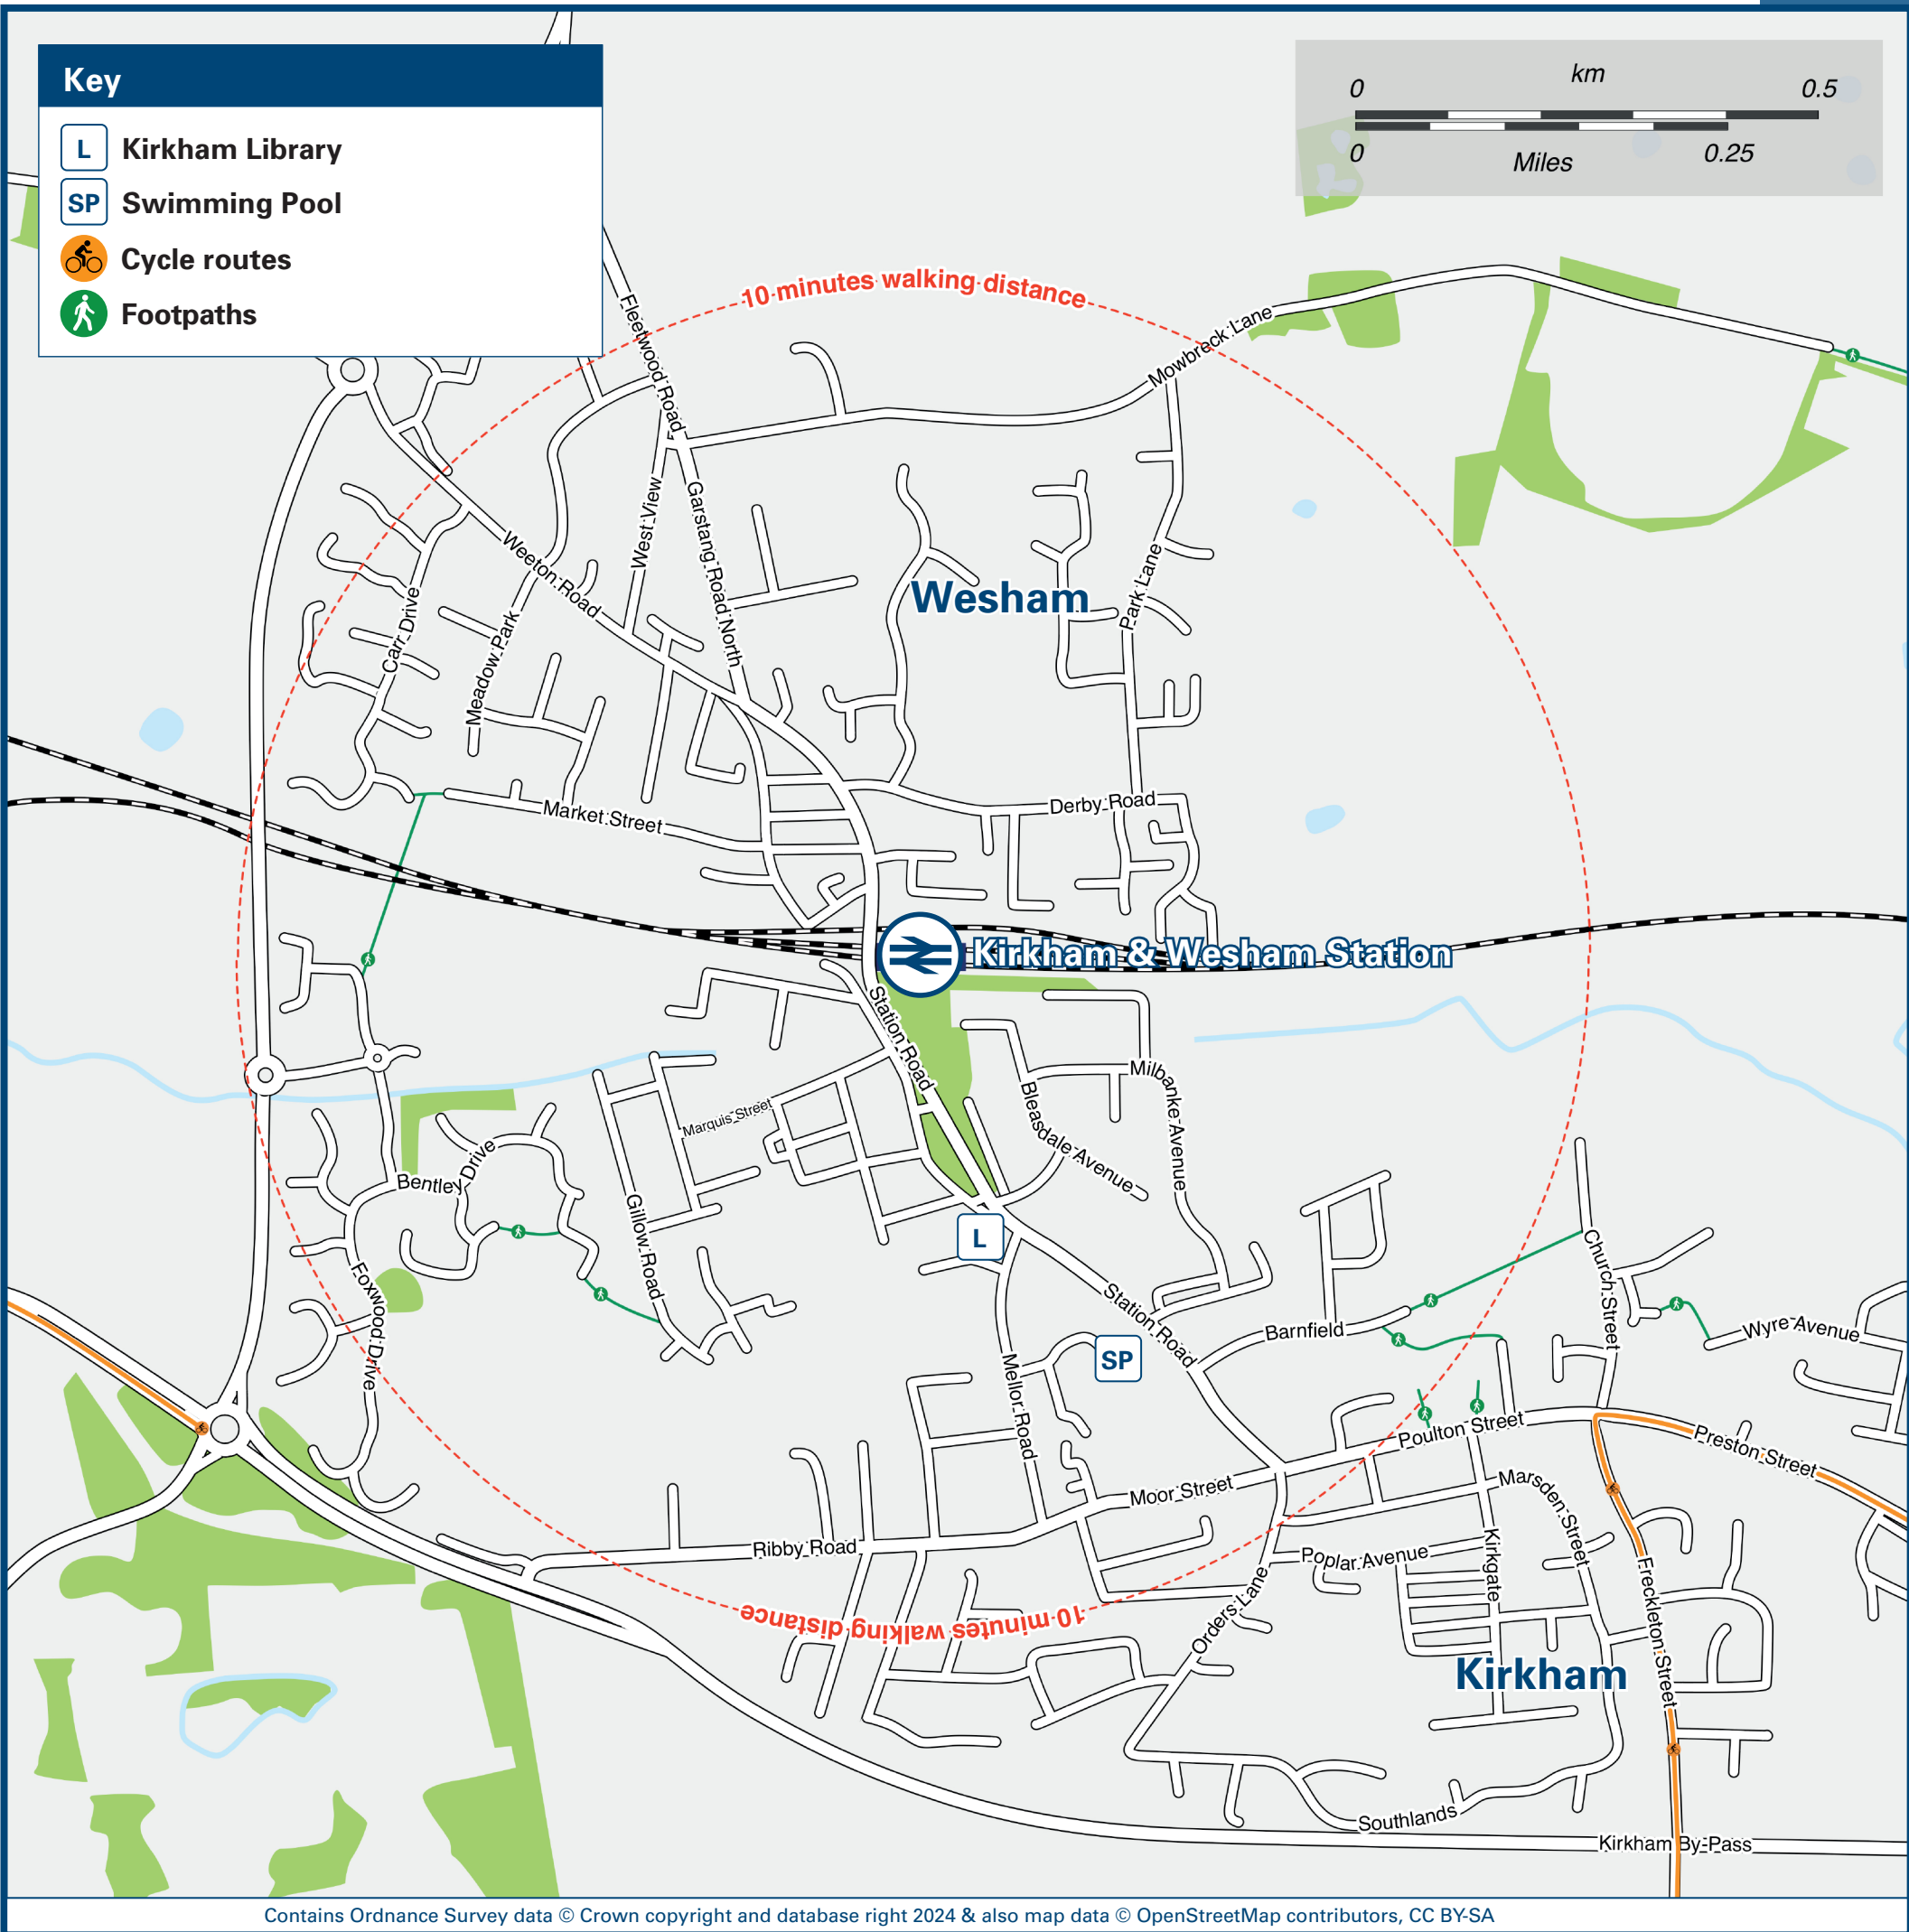 Key
L Kirkham Library
SP Swimming Pool
Cycle routes
Footpaths
km
0 0.5
0 0.25
Miles
10 minutes walking distance
Fleetwood Road
Mowbreck Lane
West View
Garstang Road North
Weeton Road
Wesham
Park Lane
Carr Drive
Meadow Park
Market Street
Derby Road
Kirkham & Wesham Station
Station Road
Milbanke Avenue
Bleasdale Avenue
Marquis Street
Bentley Drive
Gillow Road
L
Church Street
Foxwood Drive
Station Road
Barnfield
Wyre Avenue
SP
Mellor Road
Poulton Street
Preston Street
Moor Street
Marsden Street
Ribby Road
Poplar Avenue
Kirkgate
Freckleton Street
Orders Lane
10 minutes walking distance
Kirkham
Southlands
Kirkham By-Pass
Contains Ordnance Survey data © Crown copyright and database right 2024 & also map data © OpenStreetMap contributors, CC BY-SA